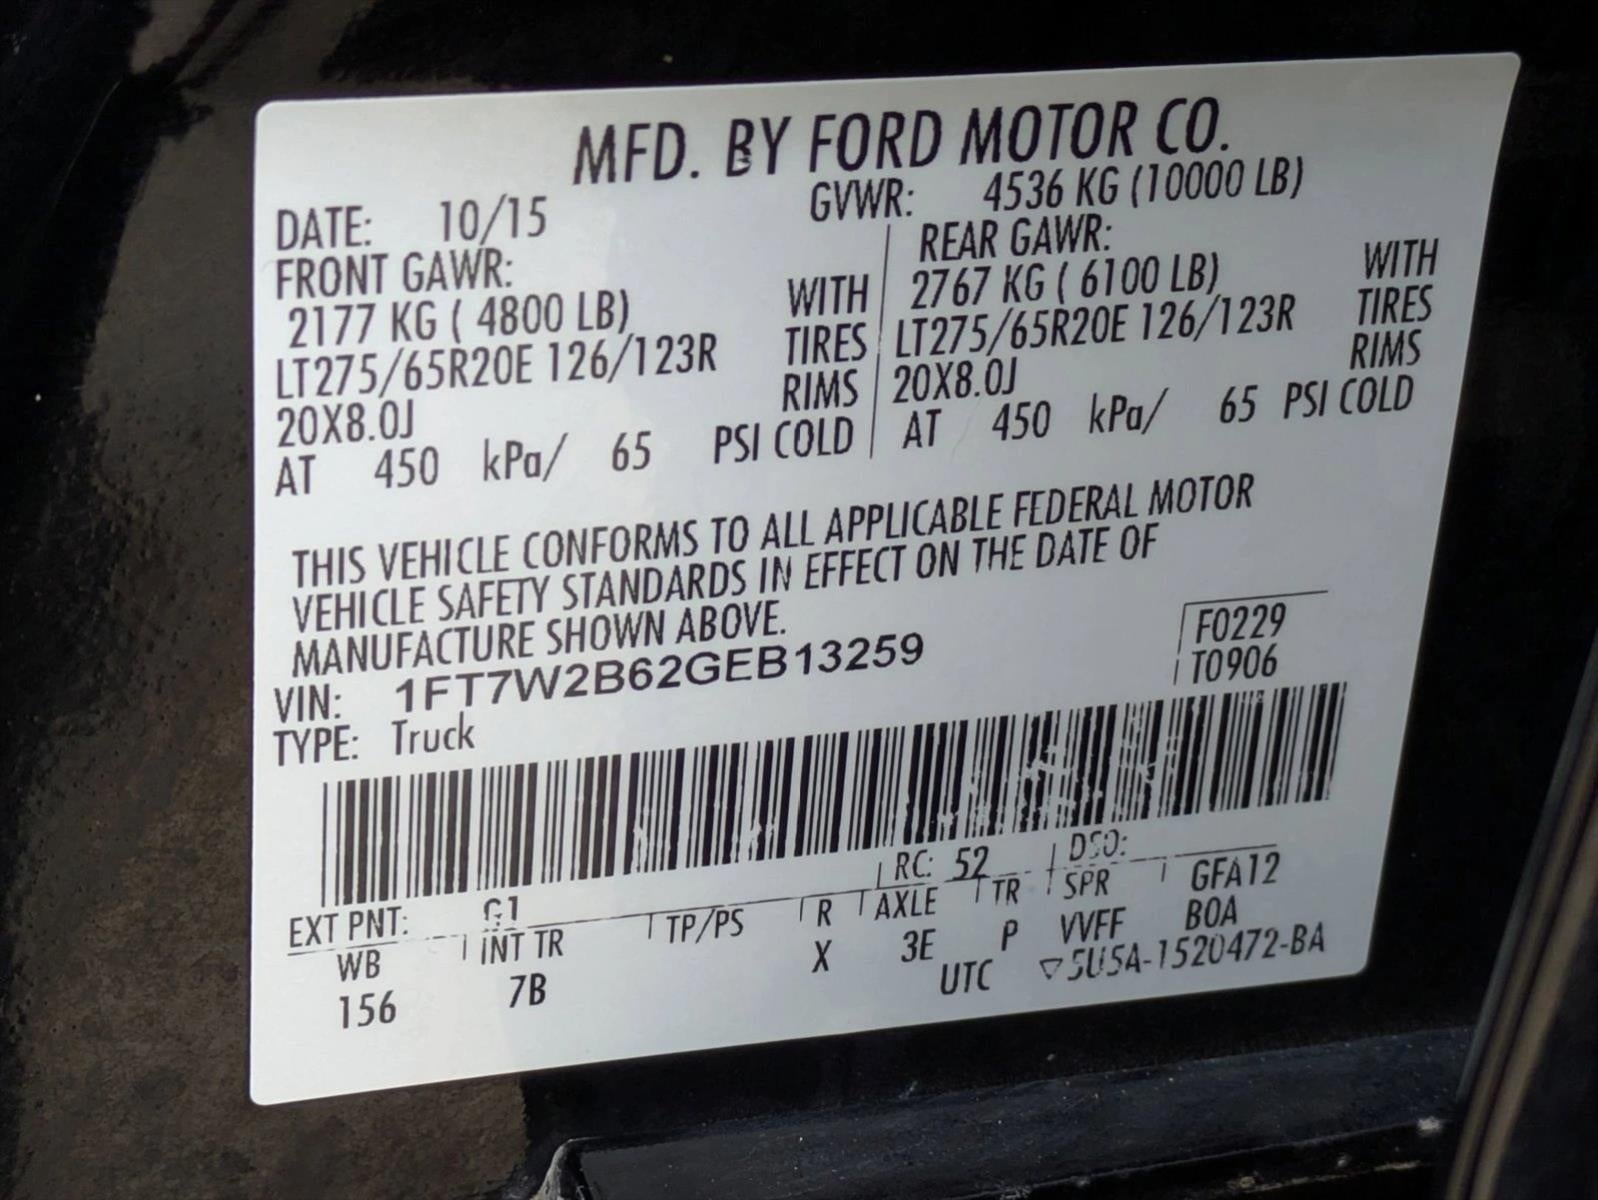 MFD. BY FORD MOTOR CO.
DATE: 10/15 GVWR: 4536 KG (10000 LB)
FRONT GAWR: REAR GAWR:
2177 KG ( 4800 LB) WITH 2767 KG ( 6100 LB) WITH
LT275/65R20E 126/123R TIRES LT275/65R20E 126/123R TIRES
20X8.0J RIMS 20X8.0J RIMS
AT 450 kPa/ 65 PSI COLD AT 450 kPa/ 65 PSI COLD
THIS VEHICLE CONFORMS TO ALL APPLICABLE FEDERAL MOTOR
VEHICLE SAFETY STANDARDS IN EFFECT ON THE DATE OF
MANUFACTURE SHOWN ABOVE.
F0229
VIN: 1FT7W2B62GEB13259
T0906
TYPE: Truck
EXT PNT: G1 RC: 52 DSO:
WB INT TR TP/PS R AXLE TR SPR GFA12
156 7B X 3E P VVFF BOA
UTC ▽5U5A-1520472-BA